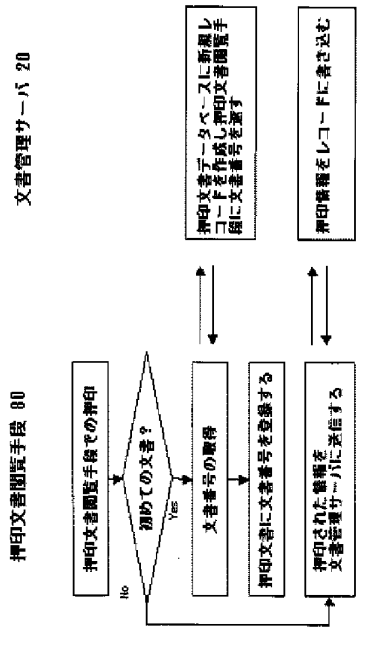 押印文書閲覧手段 80
文書管理サーバ 20
押印文書閲覧手段での押印
初めての文書？
No
Yes
文書番号の取得
押印文書データベースに新規レ
コードを作成し押印文書閲覧手
段に文書番号を返す
押印文書に文書番号を登録する
押印された情報を
文書管理サーバに送信する
押印情報をレコードに書き込む